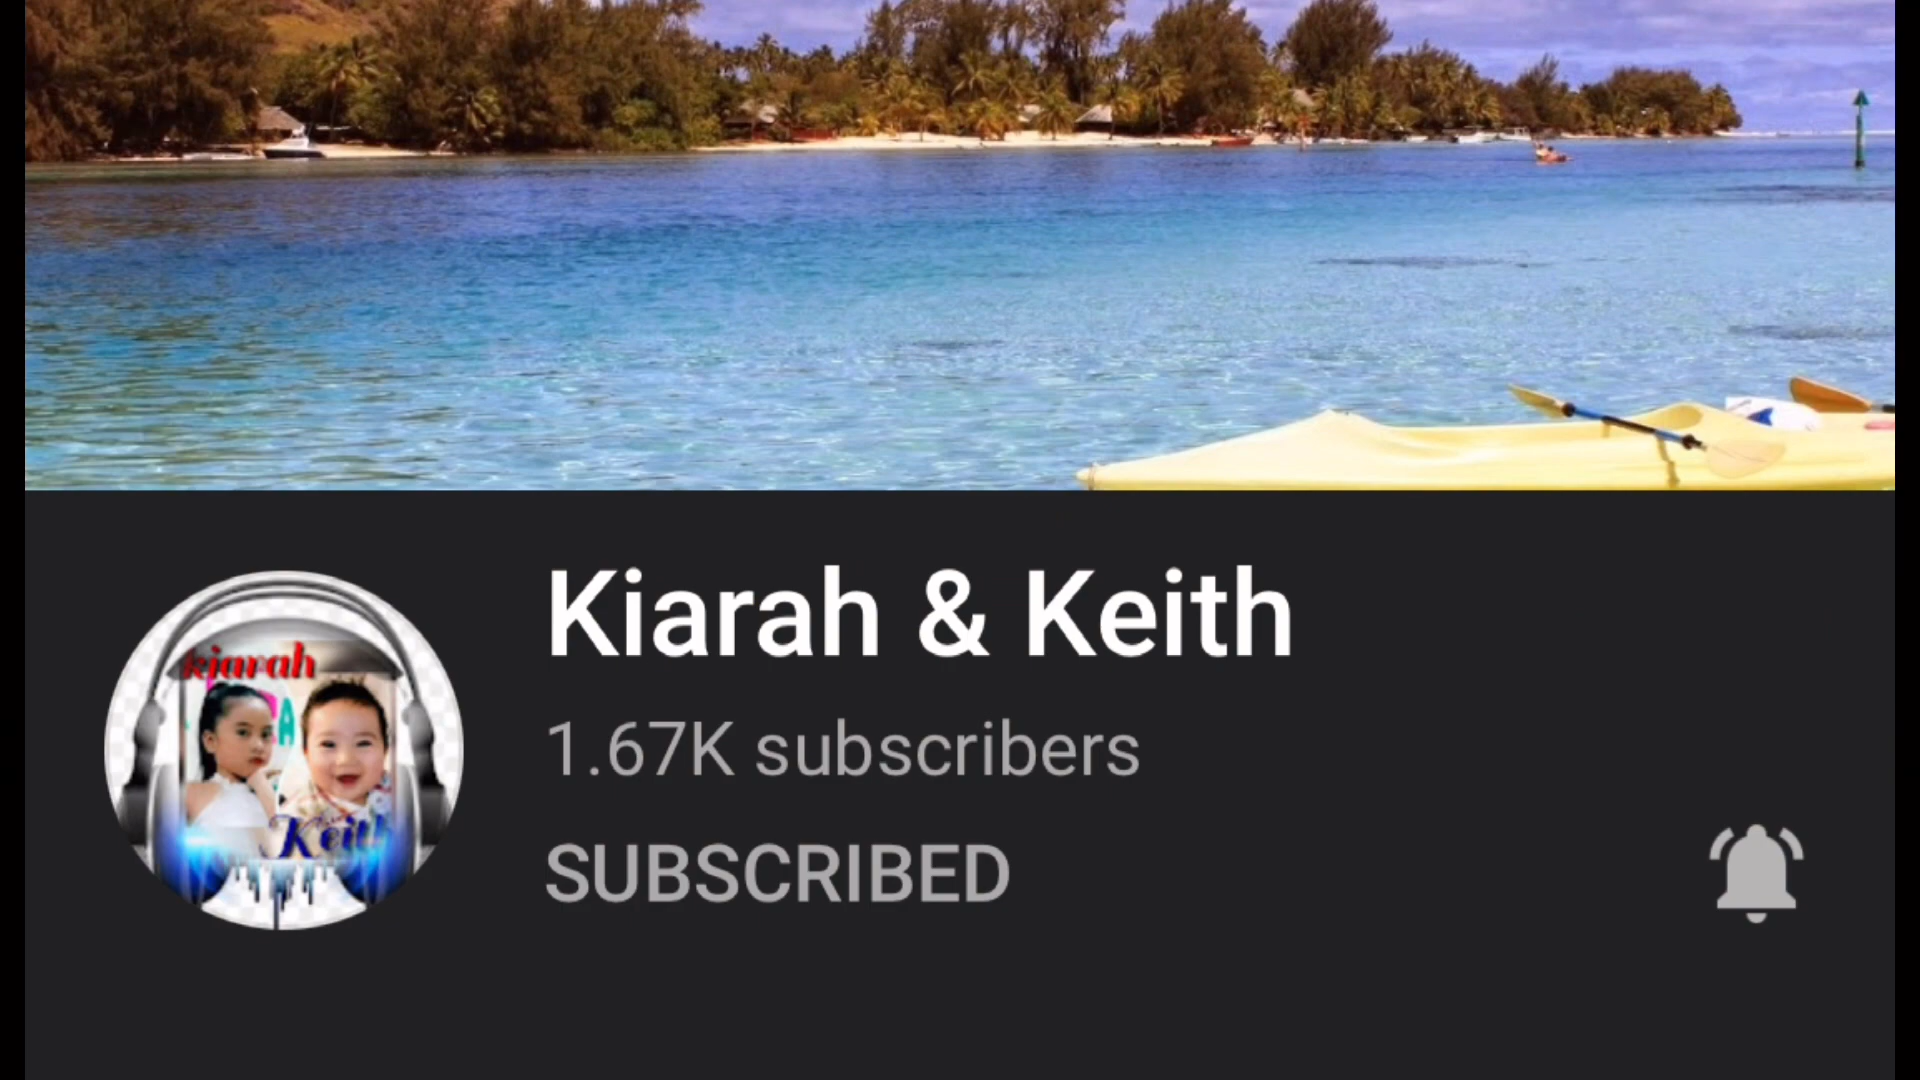 Kiarah & Keith
1.67K subscribers
SUBSCRIBED
kiarah
A
Keith